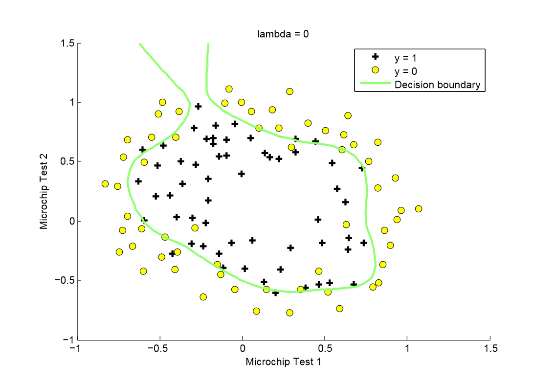 lambda = 0
1.5
y = 1
y = 0
Decision boundary
1
0.5
Microchip Test 2
0
−0.5
−1
−1
−0.5
0
0.5
1
1.5
Microchip Test 1